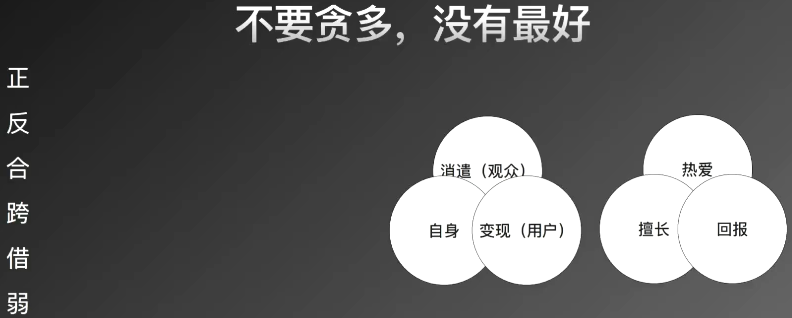 不要贪多，没有最好
正
反
合
跨
借
弱
消遣（观众）
自身
变现（用户）
热爱
擅长
回报